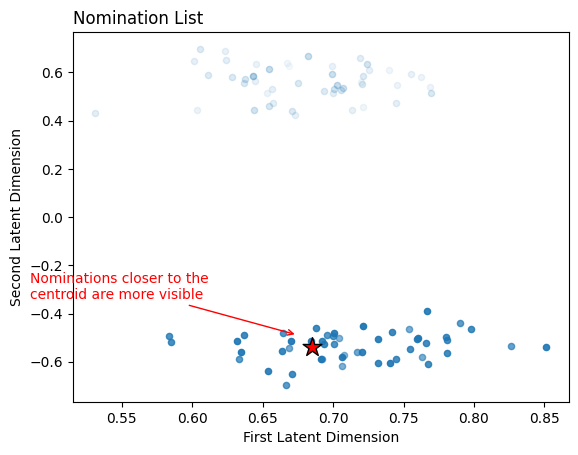 Nomination List
Second Latent Dimension
0.6
0.4
0.2
0.0
−0.2
−0.4
−0.6
Nominations closer to the
centroid are more visible
0.55
0.60
0.65
0.70
0.75
0.80
0.85
First Latent Dimension